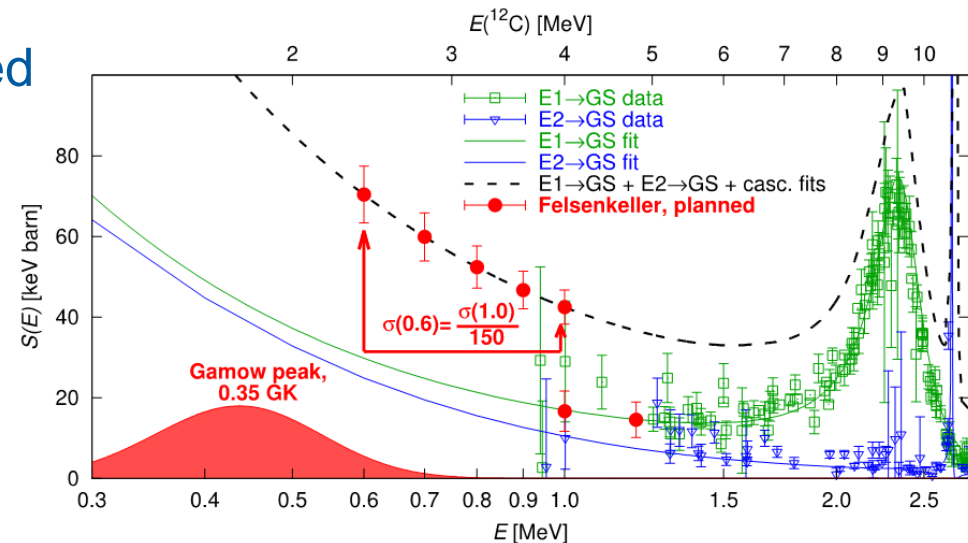 ed
E(¹²C) [MeV]
2 3 4 5 6 7 8 9 10
E1→GS data
E2→GS data
E1→GS fit
E2→GS fit
E1→GS + E2→GS + casc. fits
Felsenkeller, planned
80
60
40
20
0
S(E) [keV barn]
σ(0.6)= σ(1.0)
150
Gamow peak,
0.35 GK
0.3 0.4 0.5 0.6 0.7 0.8 0.9 1.0 1.5 2.0 2.5
E [MeV]